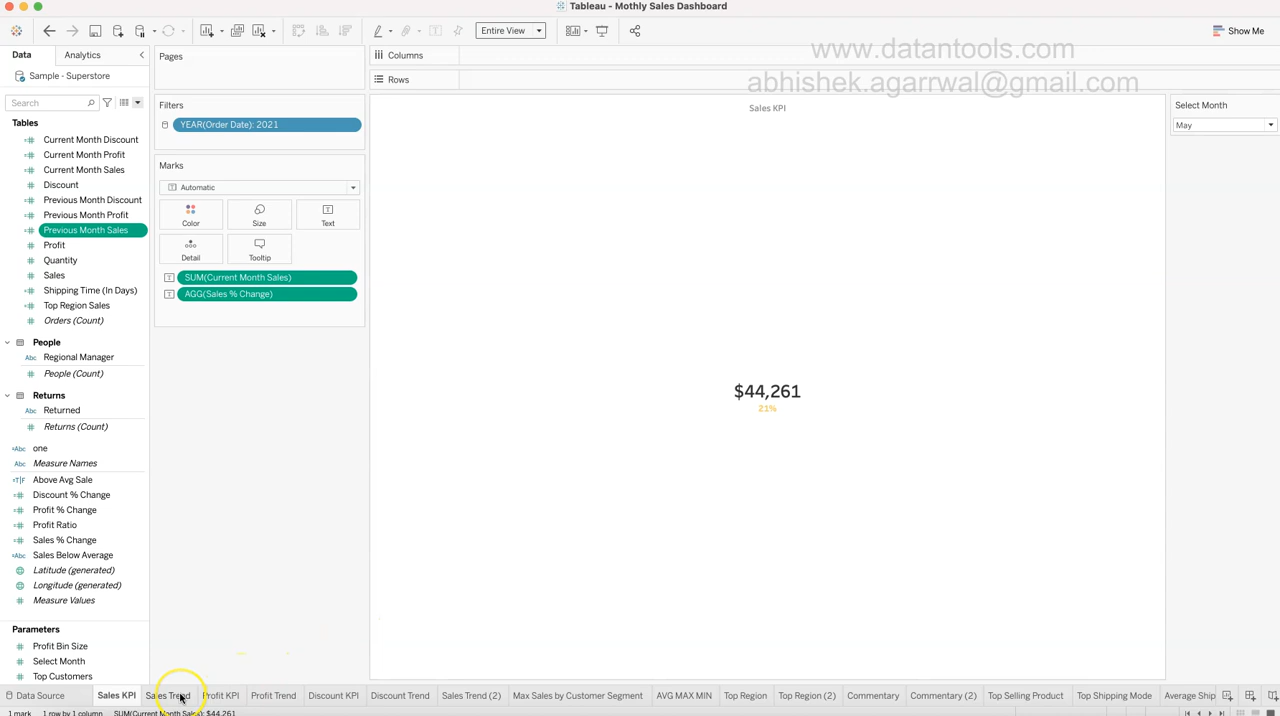 Tableau - Mothly Sales Dashboard
Entire View
Show Me
Data
Analytics
Pages
Columns
www.datantools.com
Sample - Superstore
Rows
abhishek.agarrwal@gmail.com
Search
Filters
Sales KPI
Select Month
Tables
YEAR(Order Date): 2021
May
Current Month Discount
Current Month Profit
Marks
Current Month Sales
Discount
Automatic
Previous Month Discount
Previous Month Profit
Color
Size
Text
Previous Month Sales
Profit
Detail
Tooltip
Quantity
Sales
SUM(Current Month Sales)
Shipping Time (In Days)
AGG(Sales % Change)
Top Region Sales
Orders (Count)
People
Abc Regional Manager
People (Count)
Returns
$44,261
Abc Returned
21%
Returns (Count)
Abc one
Abc Measure Names
T|F Above Avg Sale
Discount % Change
Profit % Change
Profit Ratio
Sales % Change
Abc Sales Below Average
Latitude (generated)
Longitude (generated)
Measure Values
Parameters
Profit Bin Size
Select Month
Top Customers
Data Source
Sales KPI
Sales Trend
Profit KPI
Profit Trend
Discount KPI
Discount Trend
Sales Trend (2)
Max Sales by Customer Segment
AVG MAX MIN
Top Region
Top Region (2)
Commentary
Commentary (2)
Top Selling Product
Top Shipping Mode
Average Ship
1 mark
1 row by 1 column
SUM(Current Month Sales): $44,261